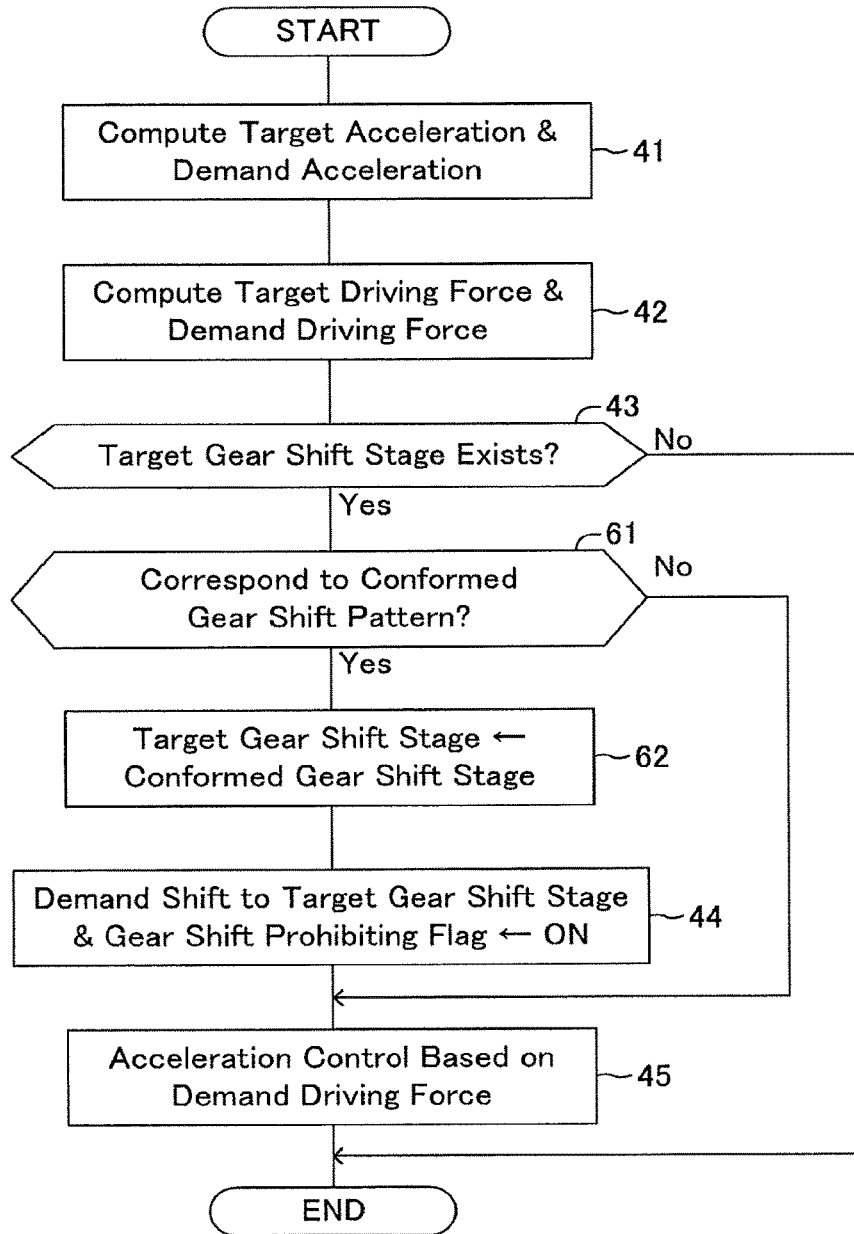 START
Compute Target Acceleration &
Demand Acceleration
41
Compute Target Driving Force &
Demand Driving Force
42
43
Target Gear Shift Stage Exists?
No
Yes
61
Correspond to Conformed
Gear Shift Pattern?
No
Yes
Target Gear Shift Stage ←
Conformed Gear Shift Stage
62
Demand Shift to Target Gear Shift Stage
& Gear Shift Prohibiting Flag ← ON
44
Acceleration Control Based on
Demand Driving Force
45
END